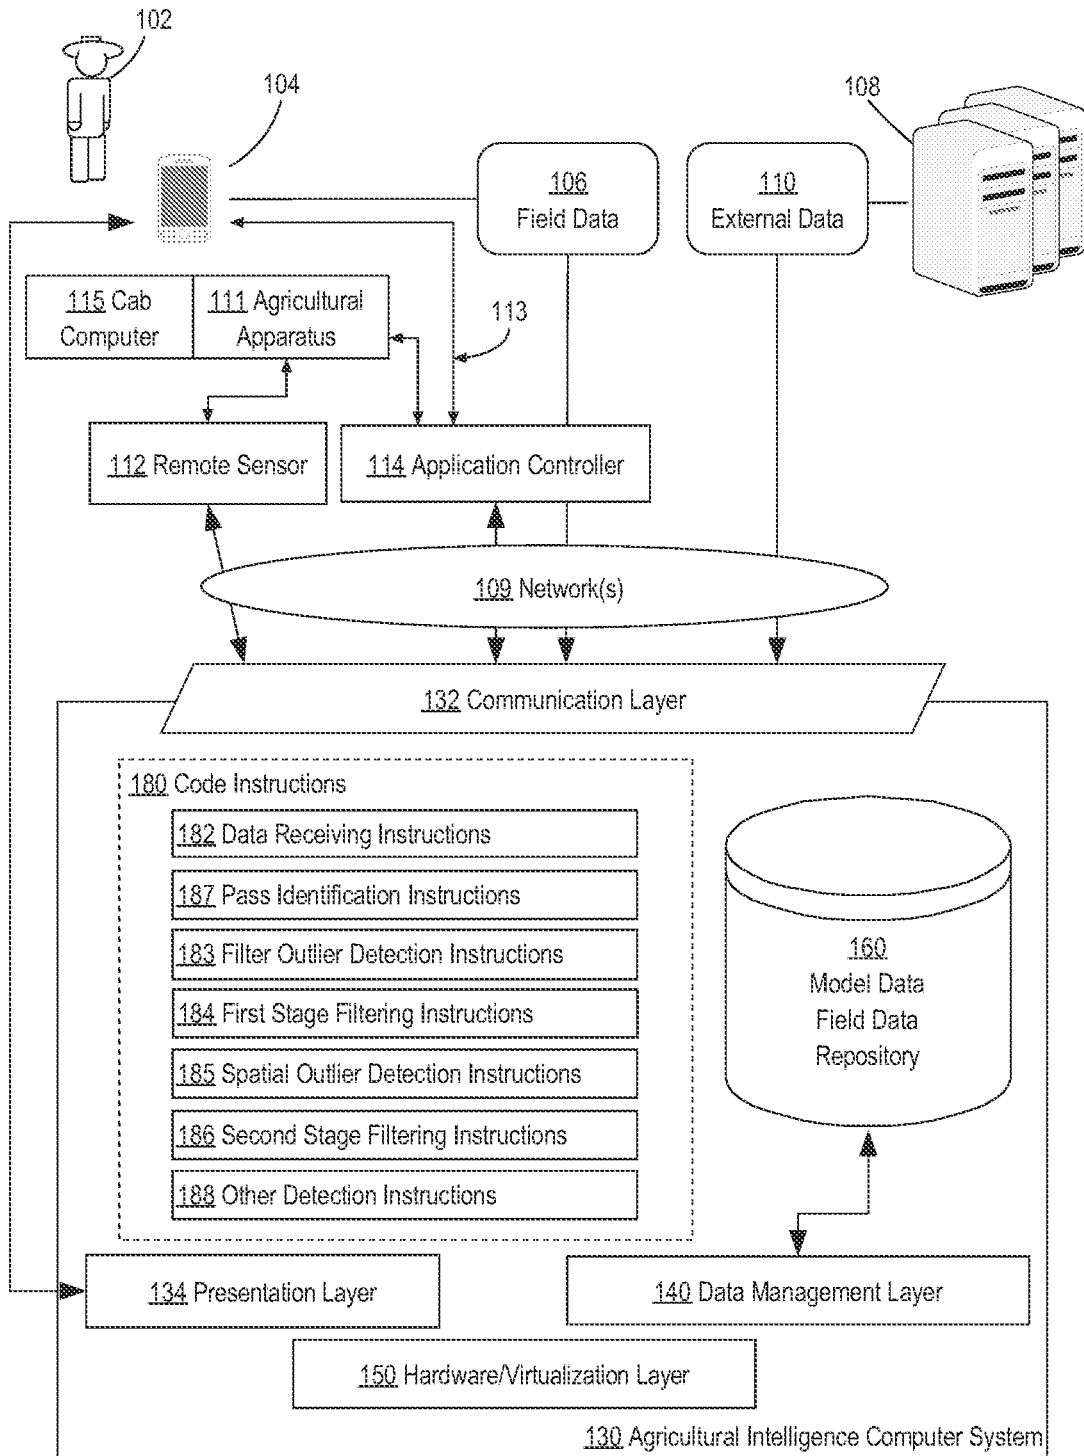 102
104
108
106
Field Data
110
External Data
115 Cab
Computer
111 Agricultural
Apparatus
113
112 Remote Sensor
114 Application Controller
109 Network(s)
132 Communication Layer
180 Code Instructions
182 Data Receiving Instructions
187 Pass Identification Instructions
183 Filter Outlier Detection Instructions
184 First Stage Filtering Instructions
185 Spatial Outlier Detection Instructions
186 Second Stage Filtering Instructions
188 Other Detection Instructions
160
Model Data
Field Data
Repository
134 Presentation Layer
140 Data Management Layer
150 Hardware/Virtualization Layer
130 Agricultural Intelligence Computer System